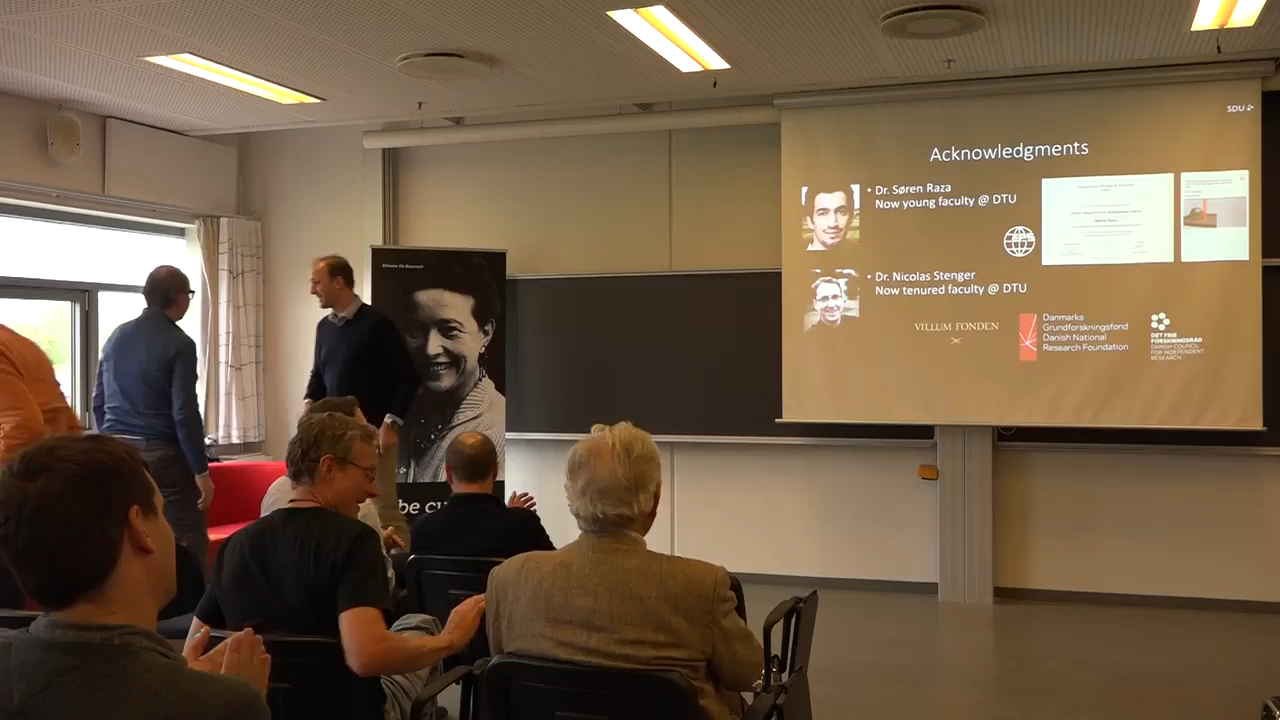 SDU
Acknowledgments
• Dr. Søren Raza
Now young faculty @ DTU
EPS
• Dr. Nicolas Stenger
Now tenured faculty @ DTU
VILLUM FONDEN
Danmarks
Grundforskningsfond
Danish National
Research Foundation
DET FRIE
FORSKNINGSRÅD
DANISH COUNCIL
FOR INDEPENDENT
RESEARCH
Simone De Beauvoir
be cu